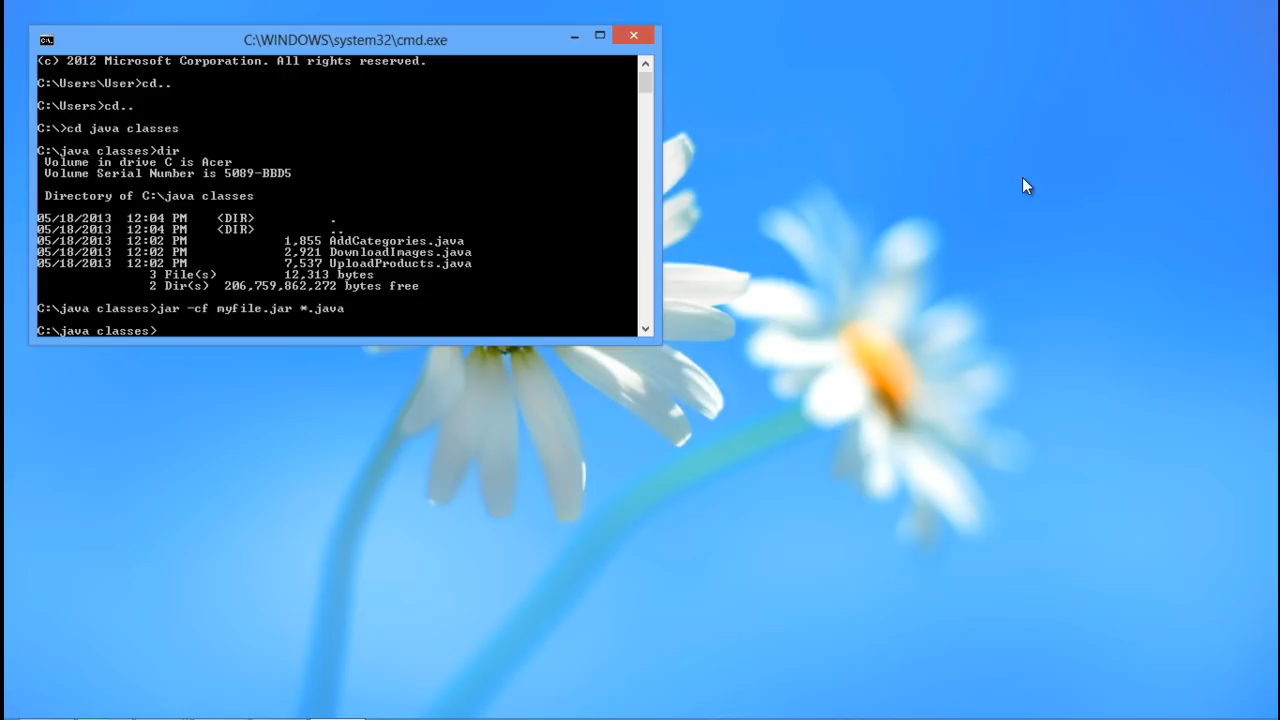 C:\WINDOWS\system32\cmd.exe
(c) 2012 Microsoft Corporation. All rights reserved.
C:\Users\User>cd..
C:\Users>cd..
C:\>cd java classes
C:\java classes>dir
Volume in drive C is Acer
Volume Serial Number is 5089-BBD5
Directory of C:\java classes
05/18/2013 12:04 PM <DIR> .
05/18/2013 12:04 PM <DIR> ..
05/18/2013 12:02 PM 1,855 AddCategories.java
05/18/2013 12:02 PM 2,921 DownloadImages.java
05/18/2013 12:02 PM 7,537 UploadProducts.java
3 File(s) 12,313 bytes
2 Dir(s) 206,759,862,272 bytes free
C:\java classes>jar -cf myfile.jar *.java
C:\java classes>